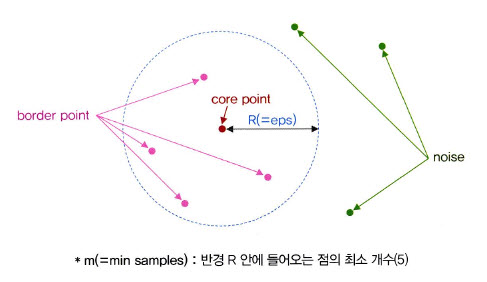 core point
border point
R(=eps)
noise
* m(=min samples) : 반경 R 안에 들어오는 점의 최소 개수(5)